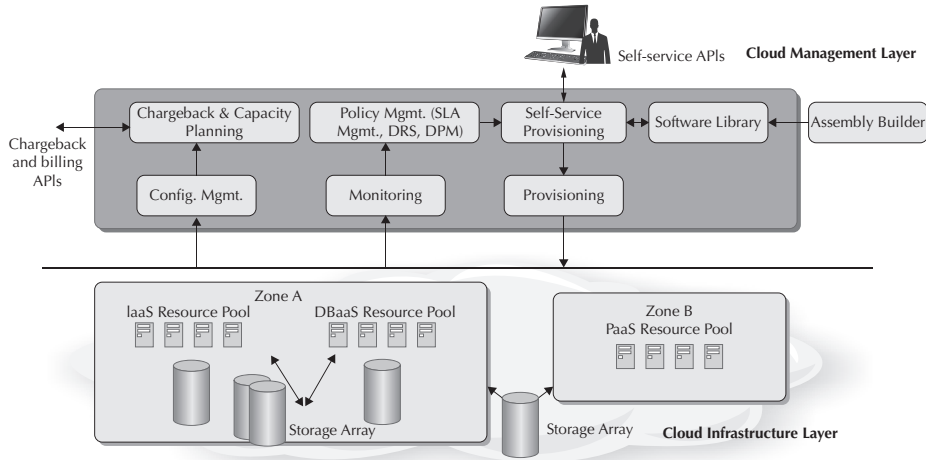 Self-service APIs
Cloud Management Layer
Chargeback & Capacity
Planning
Policy Mgmt. (SLA
Mgmt., DRS, DPM)
Self-Service
Provisioning
Software Library
Assembly Builder
Chargeback
and billing
APIs
Config. Mgmt.
Monitoring
Provisioning
Zone A
IaaS Resource Pool
DBaaS Resource Pool
Storage Array
Zone B
PaaS Resource Pool
Storage Array
Cloud Infrastructure Layer